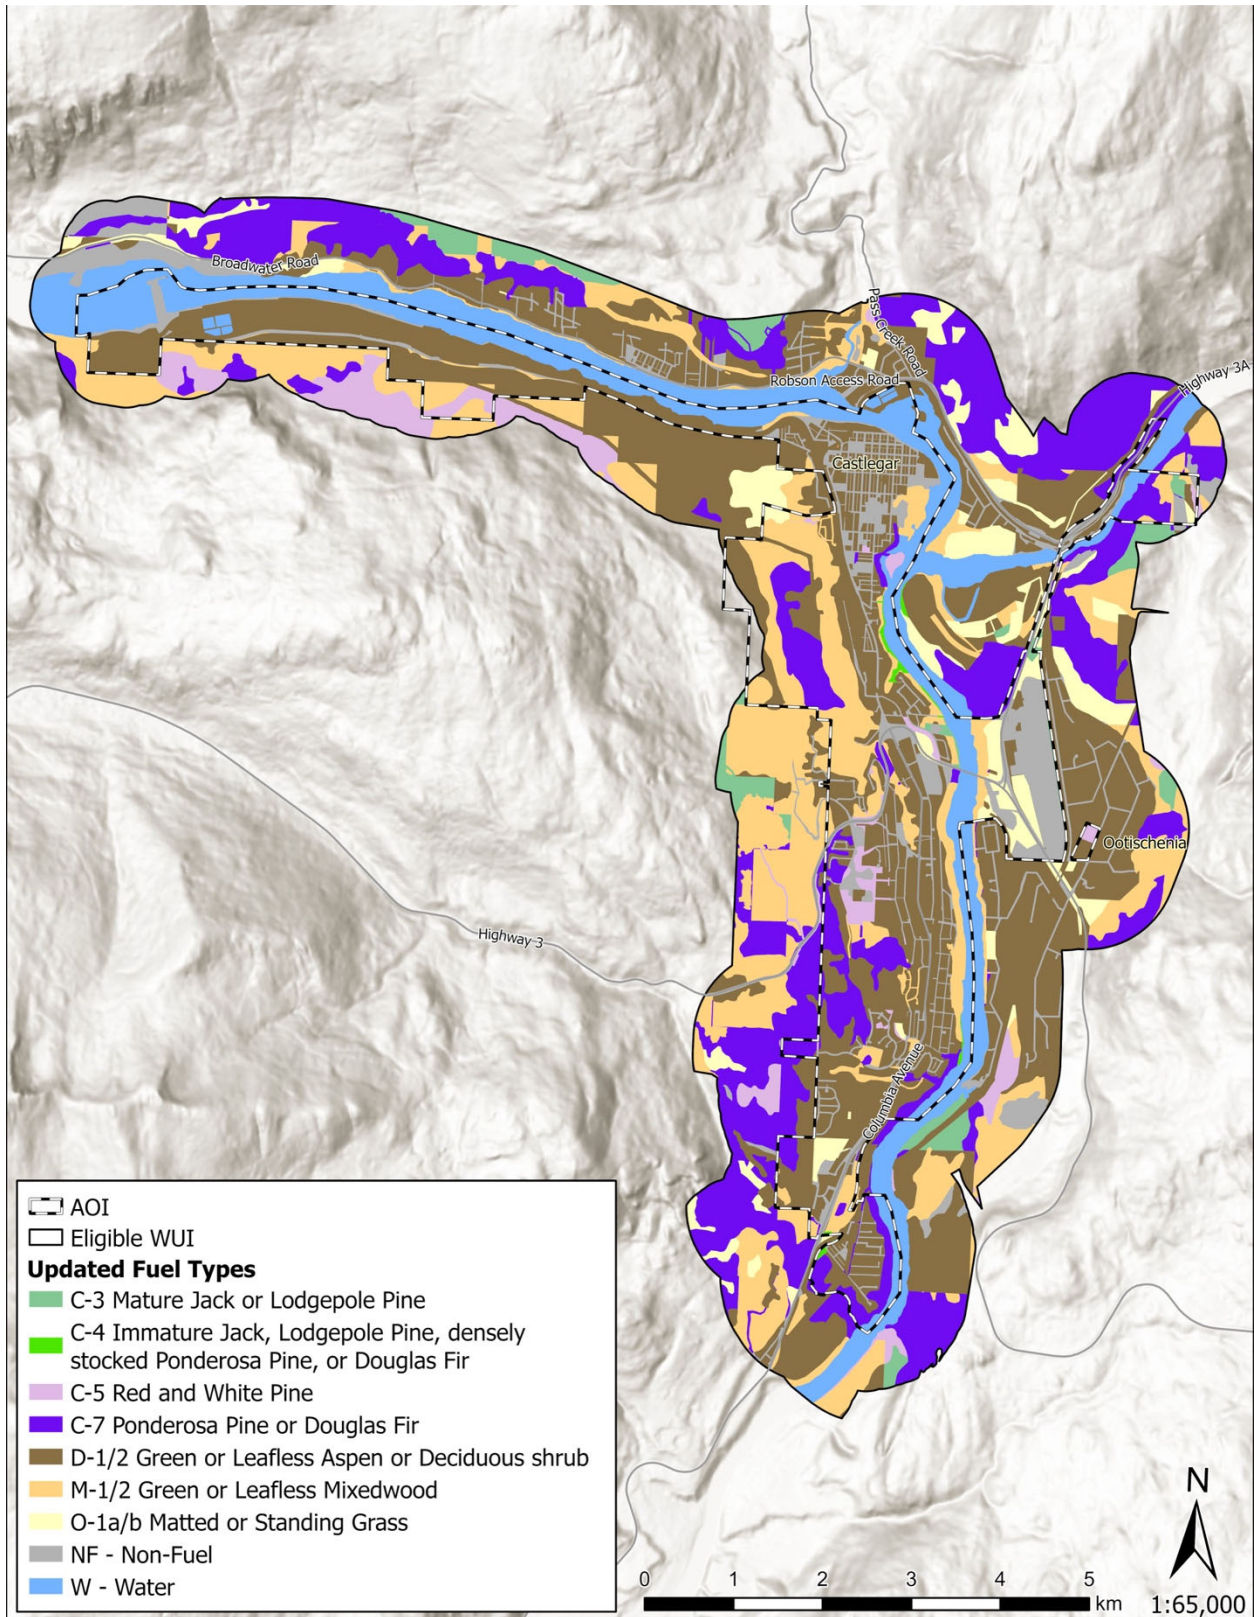 Broadwater Road
Pass Creek Road
Highway 3A
Robson Access Road
Castlegar
Ootischenia
Highway 3
Columbia Avenue
AOI
Eligible WUI
Updated Fuel Types
C-3 Mature Jack or Lodgepole Pine
C-4 Immature Jack, Lodgepole Pine, densely
stocked Ponderosa Pine, or Douglas Fir
C-5 Red and White Pine
C-7 Ponderosa Pine or Douglas Fir
D-1/2 Green or Leafless Aspen or Deciduous shrub
M-1/2 Green or Leafless Mixedwood
O-1a/b Matted or Standing Grass
NF - Non-Fuel
W - Water
N
0 1 2 3 4 5
km 1:65,000